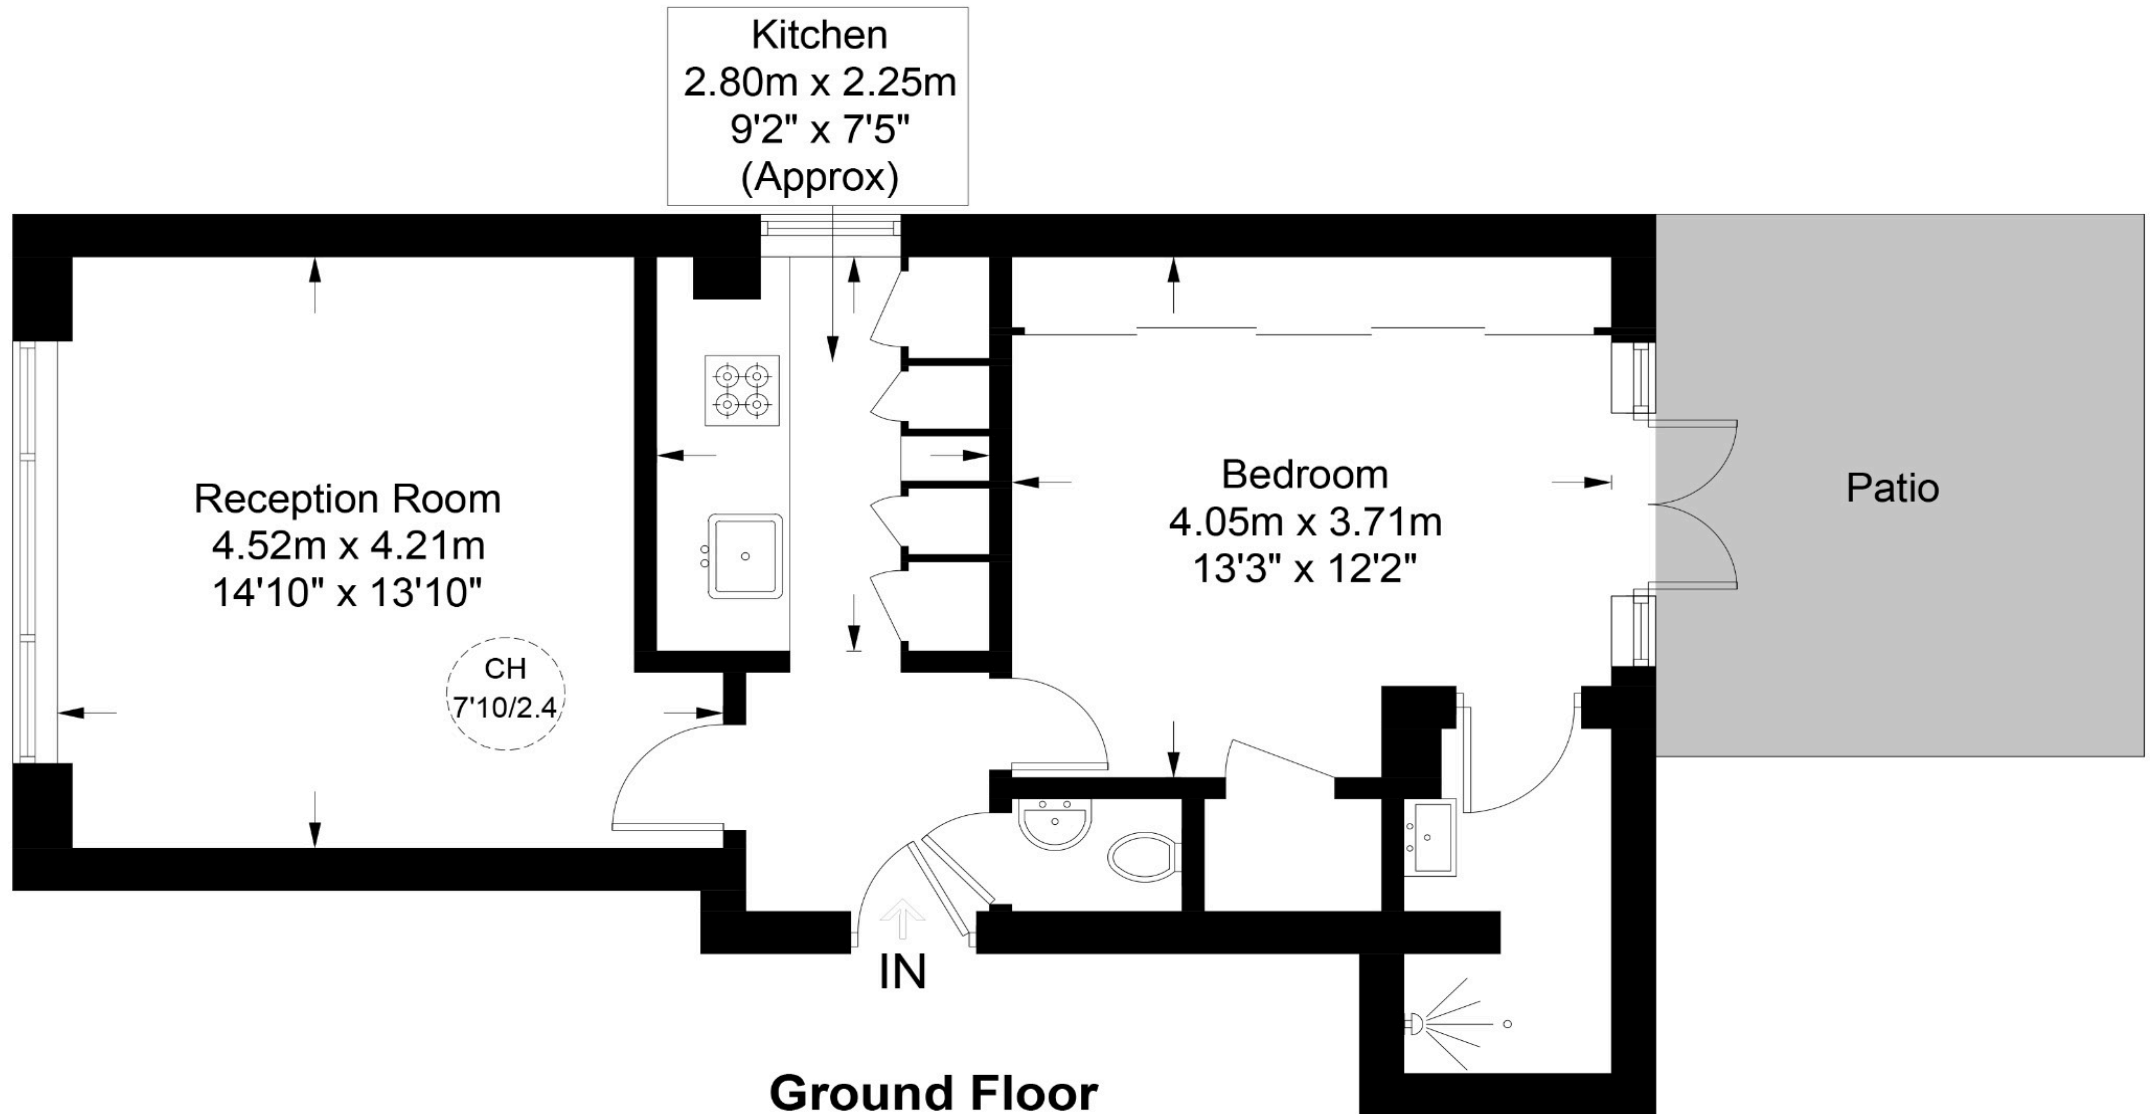 Kitchen
2.80m x 2.25m
9'2" x 7'5"
(Approx)
Reception Room
4.52m x 4.21m
14'10" x 13'10"
CH
7'10/2.4
Bedroom
4.05m x 3.71m
13'3" x 12'2"
Patio
IN
Ground Floor